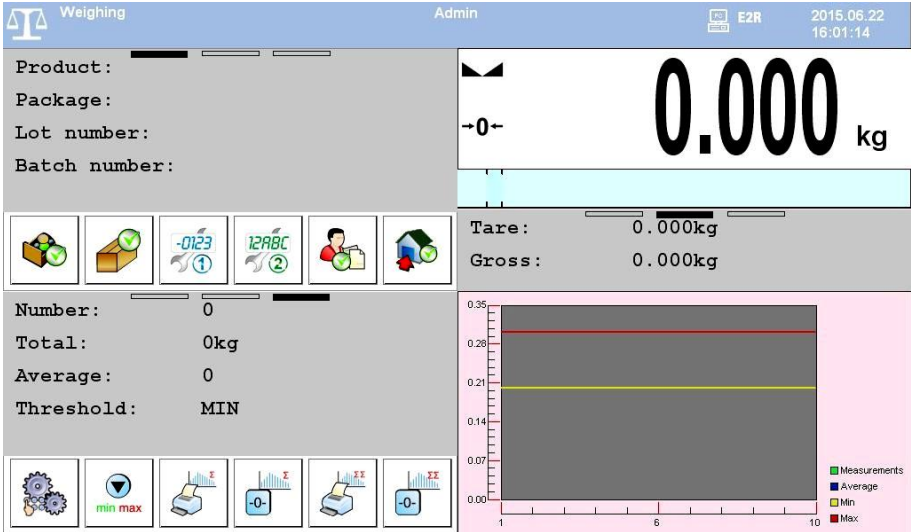 Weighing
Admin
E2R
2015.06.22
16:01:14
Product:
Package:
Lot number:
Batch number:
→0←
0.000 kg
-0123
1
12ABC
2
Tare: 0.000kg
Gross: 0.000kg
Number: 0
Total: 0kg
Average: 0
Threshold: MIN
min max
Σ
-0-
Σ
ΣΣ
-0-
ΣΣ
0.35
0.28
0.21
0.14
0.07
0.00
1 6 10
Measurements
Average
Min
Max